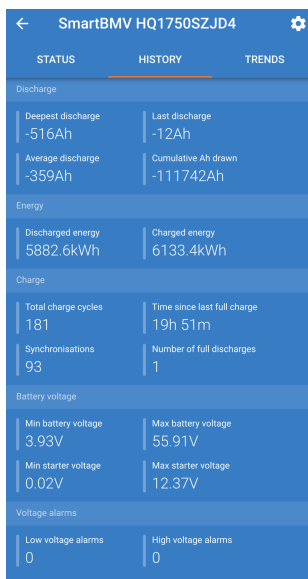 SmartBMV HQ1750SZJD4
STATUS HISTORY TRENDS
Discharge
Deepest discharge Last discharge
-516Ah -12Ah
Average discharge Cumulative Ah drawn
-359Ah -111742Ah
Energy
Discharged energy Charged energy
5882.6kWh 6133.4kWh
Charge
Total charge cycles Time since last full charge
181 19h 51m
Synchronisations Number of full discharges
93 1
Battery voltage
Min battery voltage Max battery voltage
3.93V 55.91V
Min starter voltage Max starter voltage
0.02V 12.37V
Voltage alarms
Low voltage alarms High voltage alarms
0 0